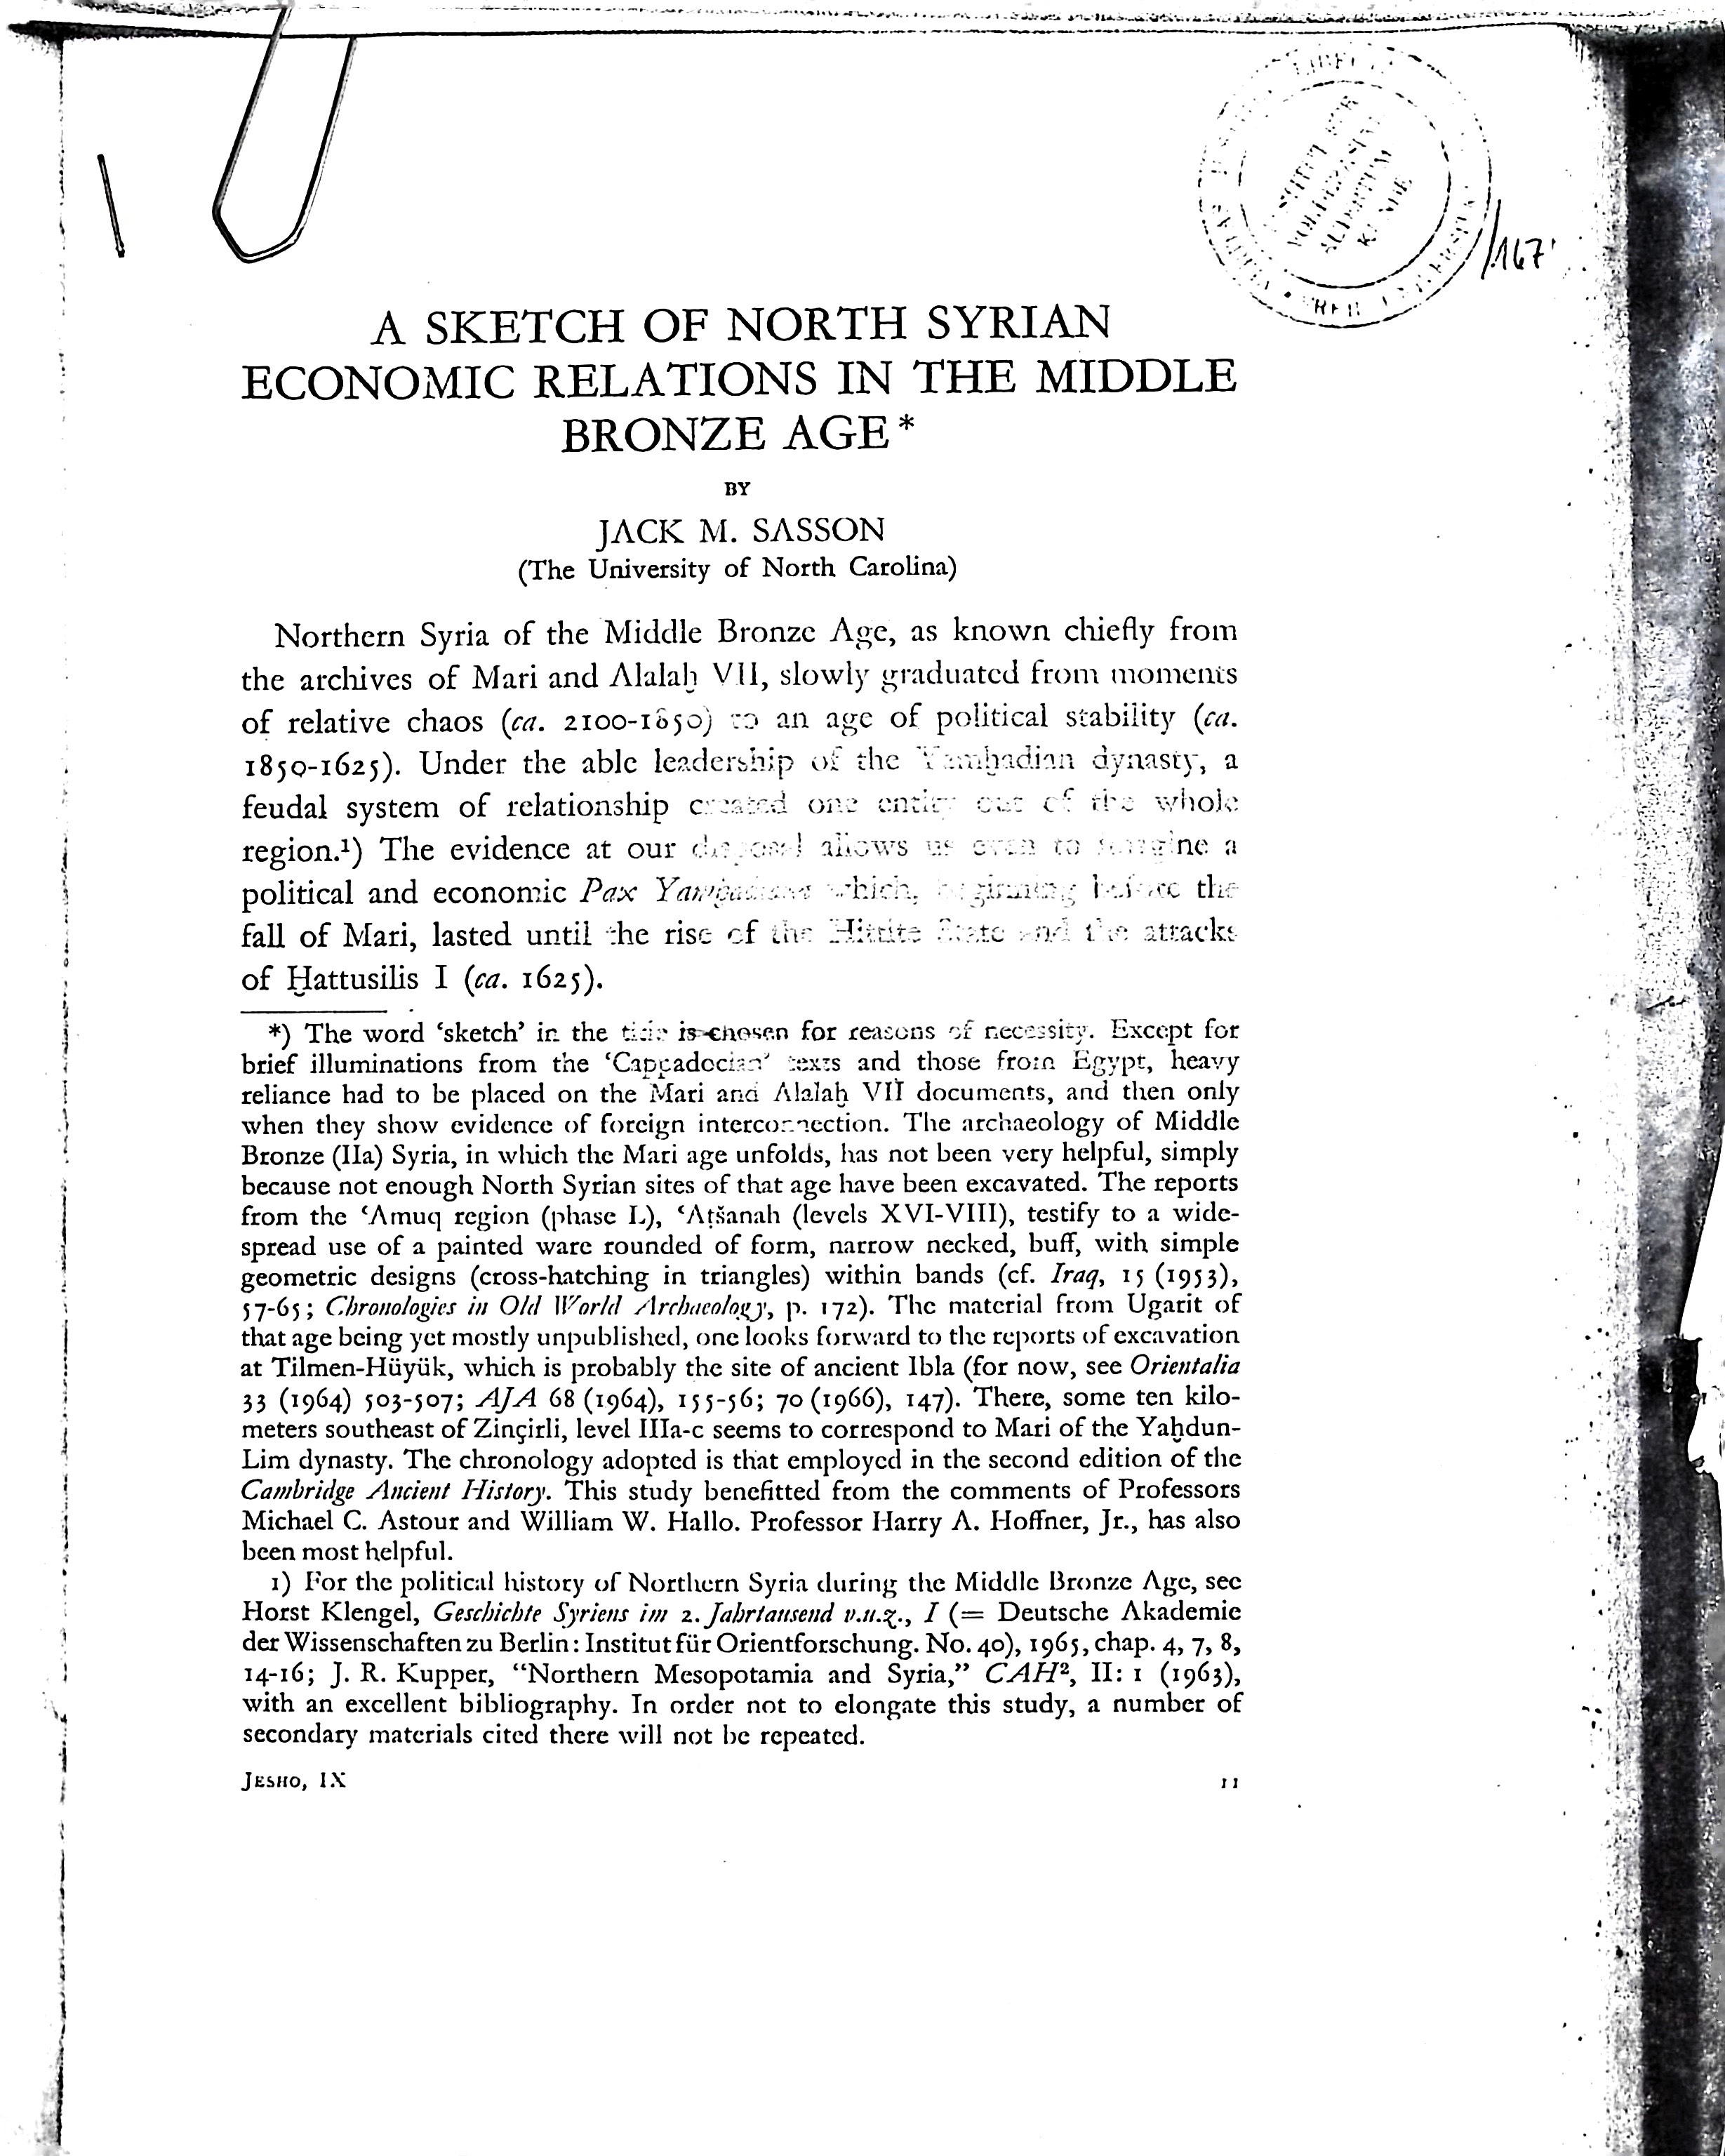 A SKETCH OF NORTH SYRIAN
ECONOMIC RELATIONS IN THE MIDDLE
BRONZE AGE*
BY
JACK M. SASSON
(The University of North Carolina)
Northern Syria of the Middle Bronze Age, as known chiefly from
the archives of Mari and Alalaḫ VII, slowly graduated from moments
of relative chaos (ca. 2100-1850) to an age of political stability (ca.
1850-1625). Under the able leadership of the Yamḫadian dynasty, a
feudal system of relationship created one entity out of the whole
region.¹) The evidence at our disposal allows us even to imagine a
political and economic Pax Yamḫadiana which, beginning before the
fall of Mari, lasted until the rise of the Hittite State and the attacks
of Ḫattusilis I (ca. 1625).
*) The word ‘sketch’ in the title is chosen for reasons of necessity. Except for
brief illuminations from the ‘Cappadocian’ texts and those from Egypt, heavy
reliance had to be placed on the Mari and Alalaḫ VII documents, and then only
when they show evidence of foreign interconnection. The archaeology of Middle
Bronze (IIa) Syria, in which the Mari age unfolds, has not been very helpful, simply
because not enough North Syrian sites of that age have been excavated. The reports
from the ‘Amuq region (phase L), ‘Aṭšanah (levels XVI-VIII), testify to a wide-
spread use of a painted ware rounded of form, narrow necked, buff, with simple
geometric designs (cross-hatching in triangles) within bands (cf. Iraq, 15 (1953),
57-65; Chronologies in Old World Archaeology, p. 172). The material from Ugarit of
that age being yet mostly unpublished, one looks forward to the reports of excavation
at Tilmen-Hüyük, which is probably the site of ancient Ibla (for now, see Orientalia
33 (1964) 503-507; AJA 68 (1964), 155-56; 70 (1966), 147). There, some ten kilo-
meters southeast of Zinçirli, level IIIa-c seems to correspond to Mari of the Yaḫdun-
Lim dynasty. The chronology adopted is that employed in the second edition of the
Cambridge Ancient History. This study benefitted from the comments of Professors
Michael C. Astour and William W. Hallo. Professor Harry A. Hoffner, Jr., has also
been most helpful.
1) For the political history of Northern Syria during the Middle Bronze Age, see
Horst Klengel, Geschichte Syriens im 2. Jahrtausend v.u.z., I (= Deutsche Akademie
der Wissenschaften zu Berlin: Institut für Orientforschung. No. 40), 1965, chap. 4, 7, 8,
14-16; J. R. Kupper, “Northern Mesopotamia and Syria,” CAH², II: 1 (1963),
with an excellent bibliography. In order not to elongate this study, a number of
secondary materials cited there will not be repeated.
JESHO, IX 11